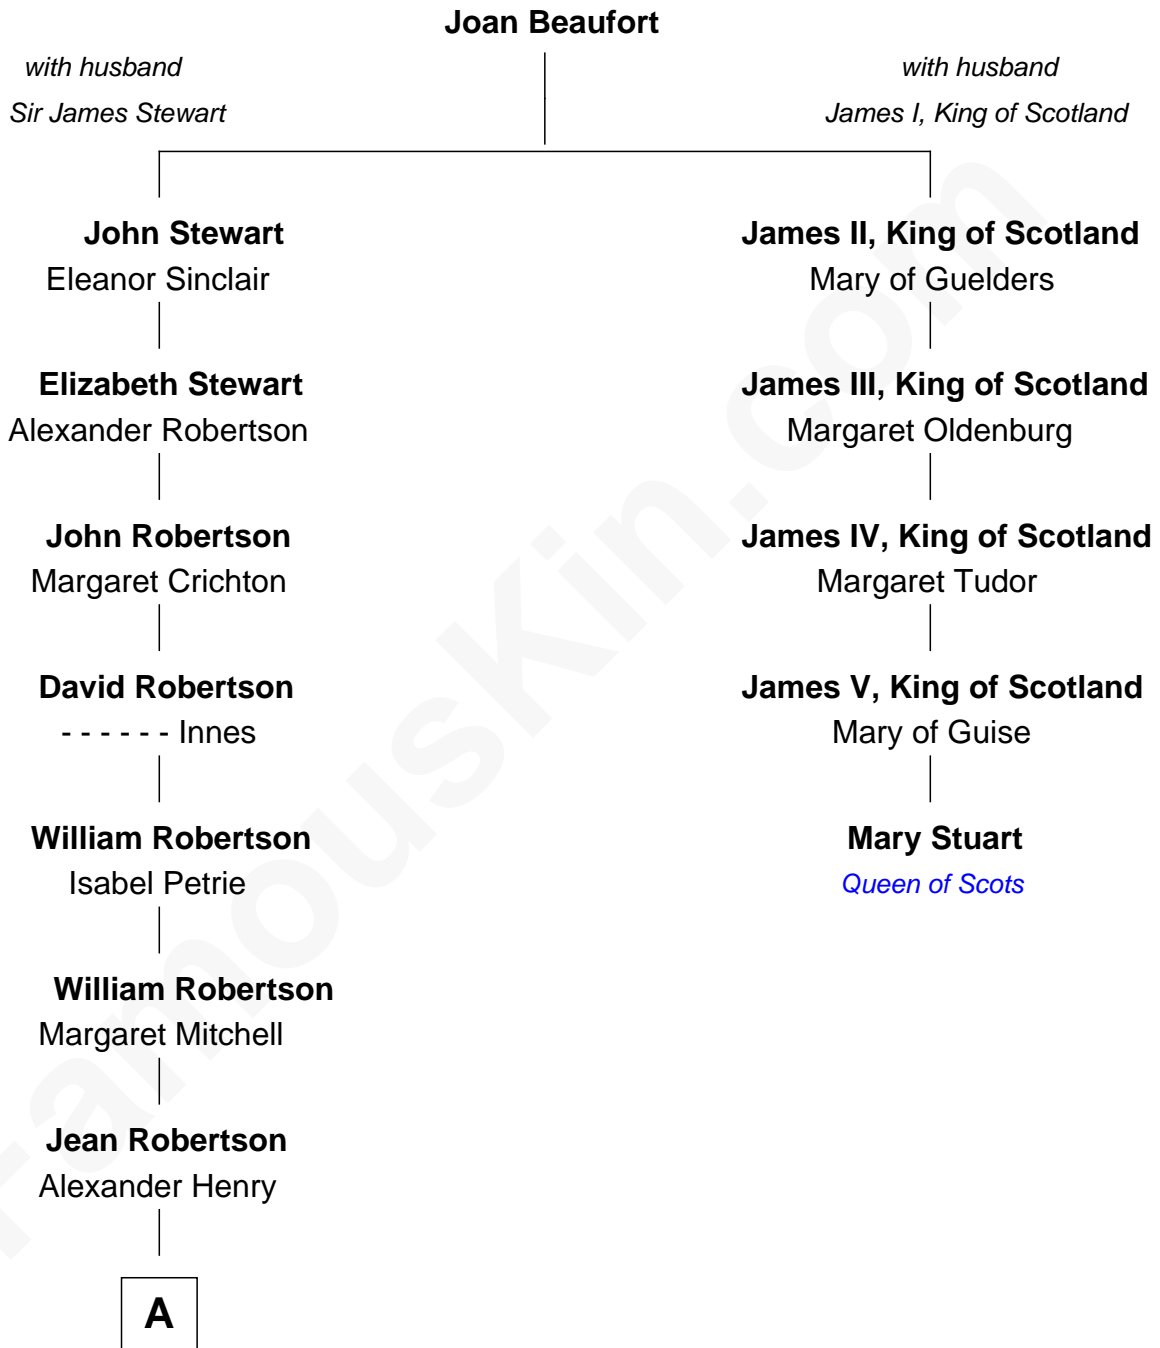 Joan Beaufort
with husband
Sir James Stewart
with husband
James I, King of Scotland
John Stewart
Eleanor Sinclair
James II, King of Scotland
Mary of Guelders
Elizabeth Stewart
Alexander Robertson
James III, King of Scotland
Margaret Oldenburg
John Robertson
Margaret Crichton
James IV, King of Scotland
Margaret Tudor
David Robertson
- - - - - - Innes
James V, King of Scotland
Mary of Guise
William Robertson
Isabel Petrie
Mary Stuart
Queen of Scots
William Robertson
Margaret Mitchell
Jean Robertson
Alexander Henry
A
FamousKin.com